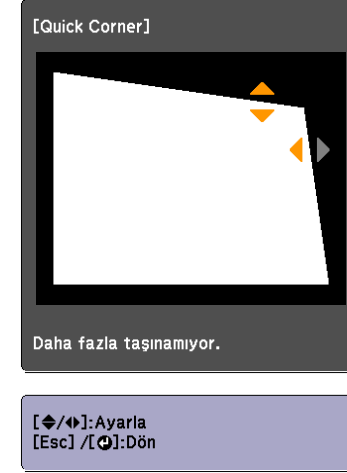 [Quick Corner]
Daha fazla taşınamıyor.
[◆/◆]:Ayarla
[Esc] /[↵]:Dön